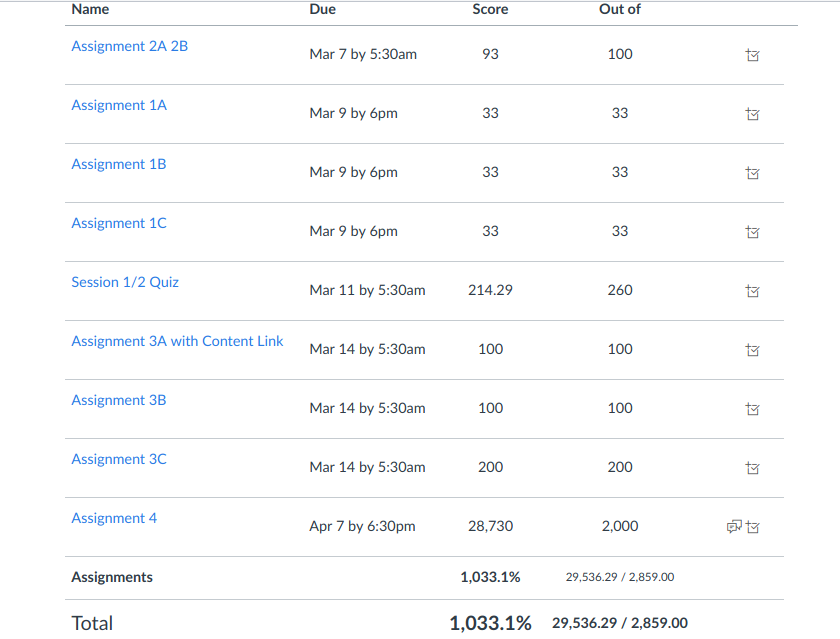 Name Due Score Out of
Assignment 2A 2B Mar 7 by 5:30am 93 100
Assignment 1A Mar 9 by 6pm 33 33
Assignment 1B Mar 9 by 6pm 33 33
Assignment 1C Mar 9 by 6pm 33 33
Session 1/2 Quiz Mar 11 by 5:30am 214.29 260
Assignment 3A with Content Link Mar 14 by 5:30am 100 100
Assignment 3B Mar 14 by 5:30am 100 100
Assignment 3C Mar 14 by 5:30am 200 200
Assignment 4 Apr 7 by 6:30pm 28,730 2,000
Assignments 1,033.1% 29,536.29 / 2,859.00
Total 1,033.1% 29,536.29 / 2,859.00